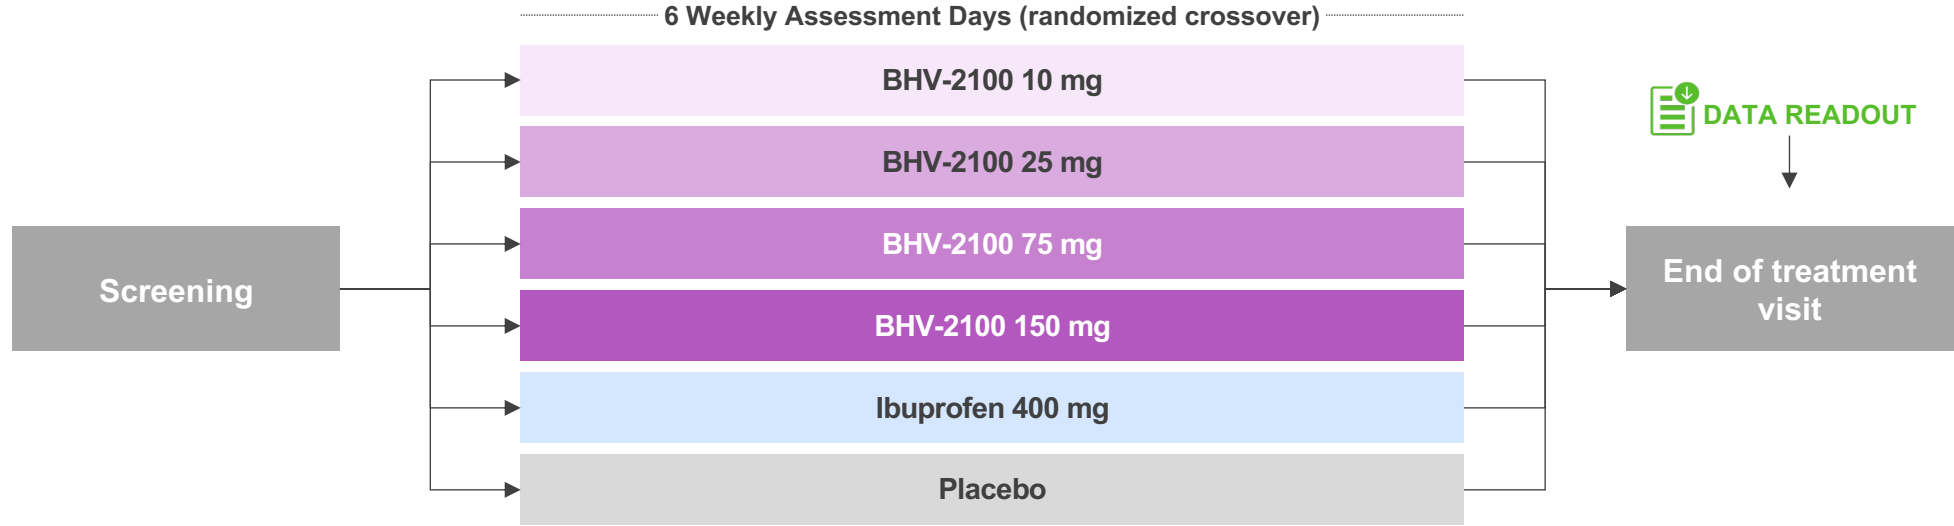 6 Weekly Assessment Days (randomized crossover)
BHV-2100 10 mg
DATA READOUT
BHV-2100 25 mg
BHV-2100 75 mg
Screening
End of treatment
visit
BHV-2100 150 mg
Ibuprofen 400 mg
Placebo